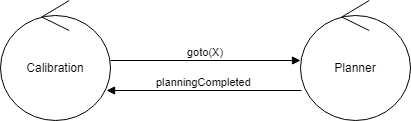 goto(X)
Calibration
Planner
planningCompleted